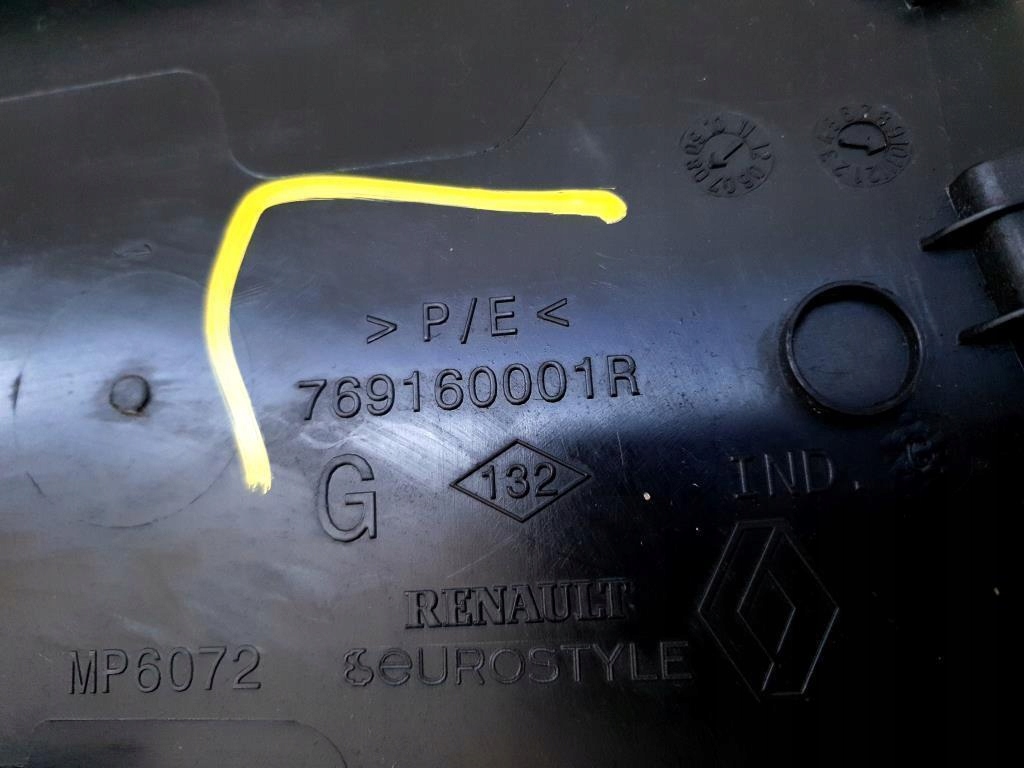 > P/E <
769160001R
G
132
IND.
RENAULT
EUROSTYLE
MP6072